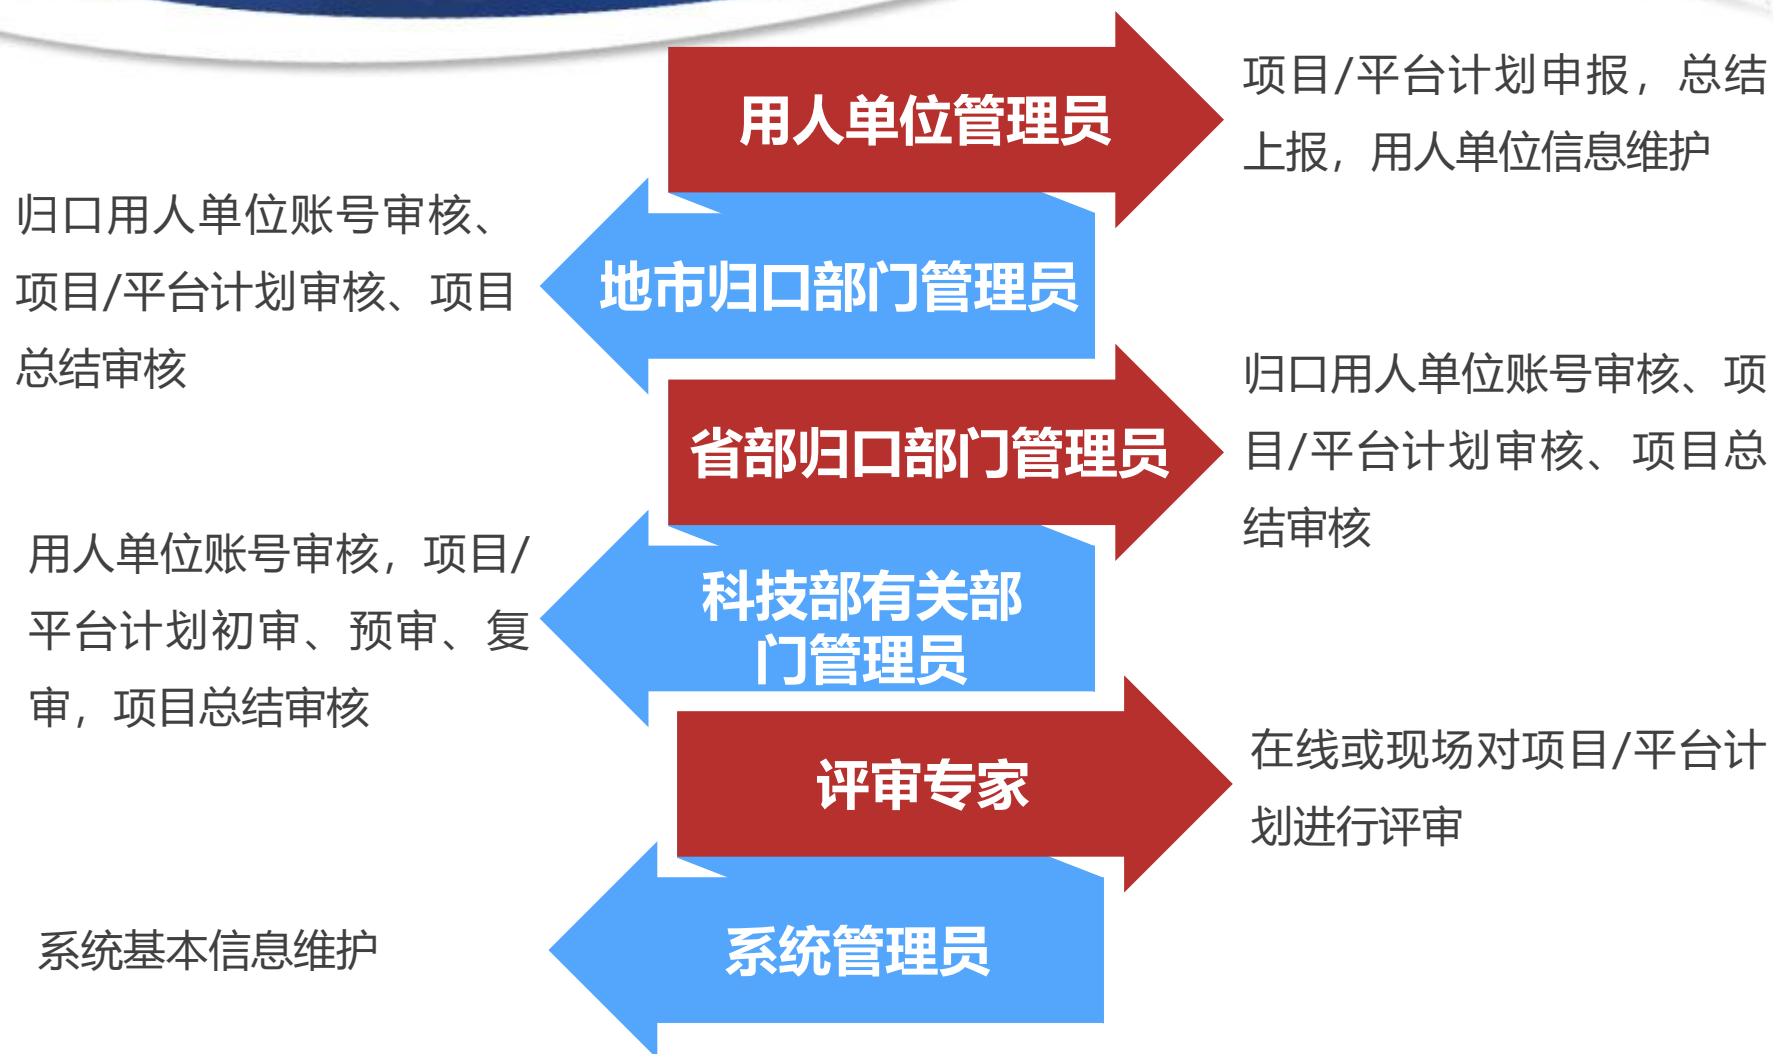 用人单位管理员
项目/平台计划申报，总结
上报，用人单位信息维护
地市归口部门管理员
归口用人单位账号审核、
项目/平台计划审核、项目
总结审核
省部归口部门管理员
归口用人单位账号审核、项
目/平台计划审核、项目总
结审核
科技部有关部
门管理员
用人单位账号审核，项目/
平台计划初审、预审、复
审，项目总结审核
评审专家
在线或现场对项目/平台计
划进行评审
系统管理员
系统基本信息维护